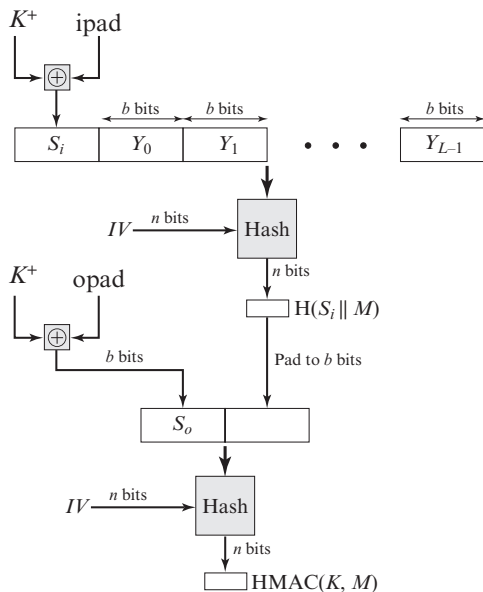 K+ ipad
⊕
b bits b bits b bits
Si Y0 Y1 • • • YL–1
IV n bits Hash
n bits
K+ opad
H(Si || M)
⊕
b bits Pad to b bits
So
IV n bits Hash
n bits
HMAC(K, M)